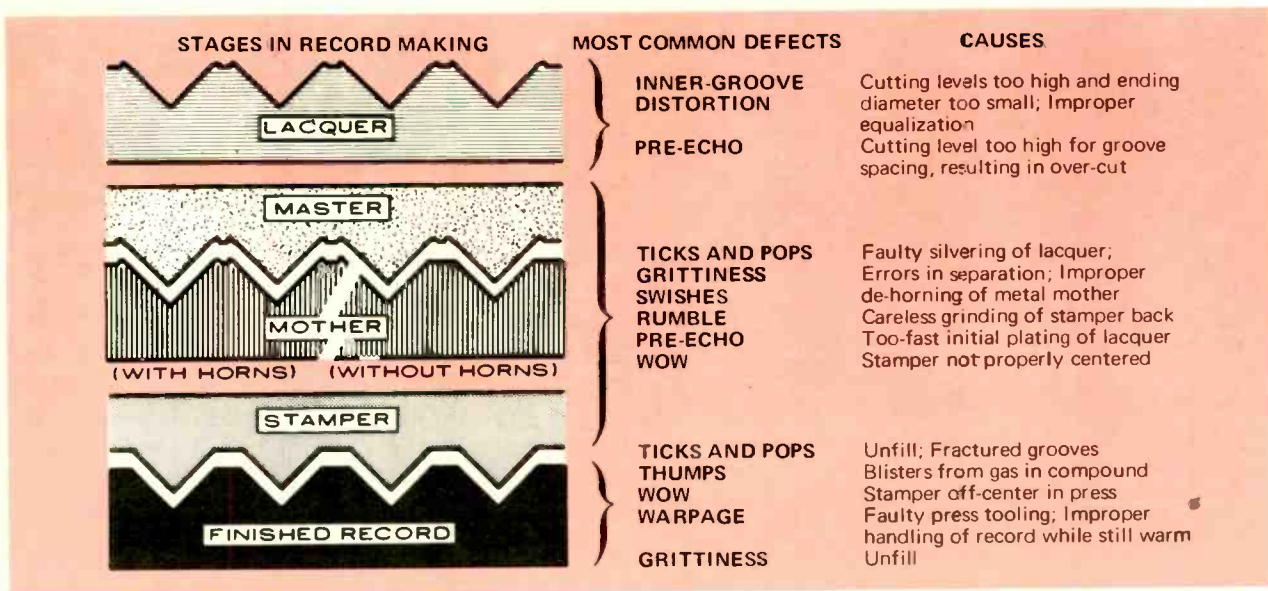 STAGES IN RECORD MAKING
MOST COMMON DEFECTS
CAUSES
LACQUER
INNER-GROOVE
DISTORTION
Cutting levels too high and ending
diameter too small; Improper
equalization
PRE-ECHO
Cutting level too high for groove
spacing, resulting in over-cut
MASTER
MOTHER
(WITH HORNS) (WITHOUT HORNS)
STAMPER
TICKS AND POPS Faulty silvering of lacquer;
GRITTINESS Errors in separation; Improper
SWISHES de-horning of metal mother
RUMBLE Careless grinding of stamper back
PRE-ECHO Too-fast initial plating of lacquer
WOW Stamper not properly centered
FINISHED RECORD
TICKS AND POPS Unfill; Fractured grooves
THUMPS Blisters from gas in compound
WOW Stamper off-center in press
WARPAGE Faulty press tooling; Improper
handling of record while still warm
GRITTINESS Unfill